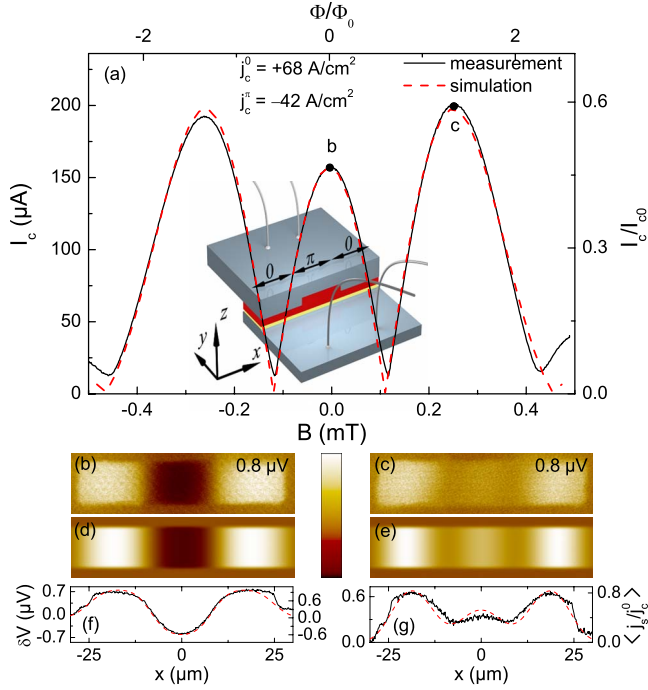 Φ/Φ0
-2 0 2
(a)
j_c^0 = +68 A/cm²
j_c^π = –42 A/cm²
measurement
simulation
b
c
200
150
100
50
0
I_c (µA)
0.6
0.3
0.0
I_c/I_c0
0 π 0
z
y
x
-0.4 -0.2 0.0 0.2 0.4
B (mT)
(b) 0.8 µV
(c) 0.8 µV
(d)
(e)
0.7
0.0
-0.7
δV (µV)
(f)
0.6
0.0
-0.6
0.6
0.0
(g)
0.8
0.0
< j_s/j_c^0 >
-25 0 25
x (µm)
-25 0 25
x (µm)